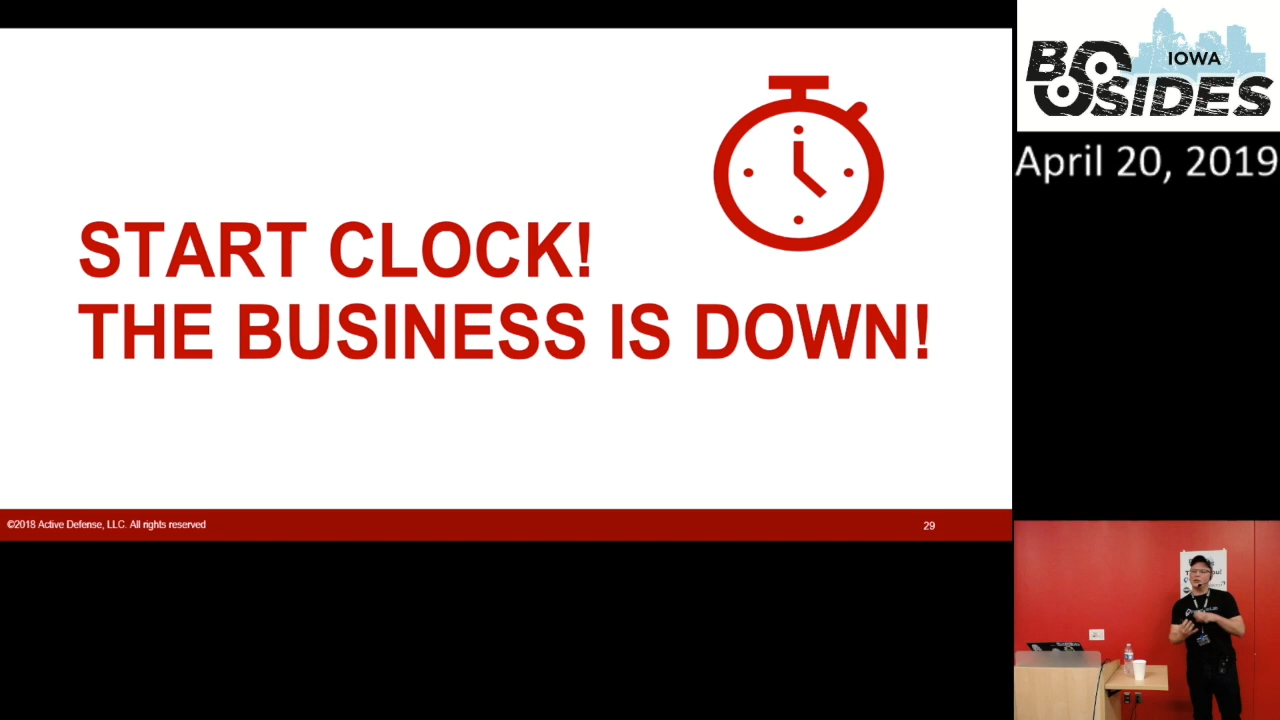 START CLOCK!
THE BUSINESS IS DOWN!
©2018 Active Defense, LLC. All rights reserved
29
BSIDES
IOWA
April 20, 2019